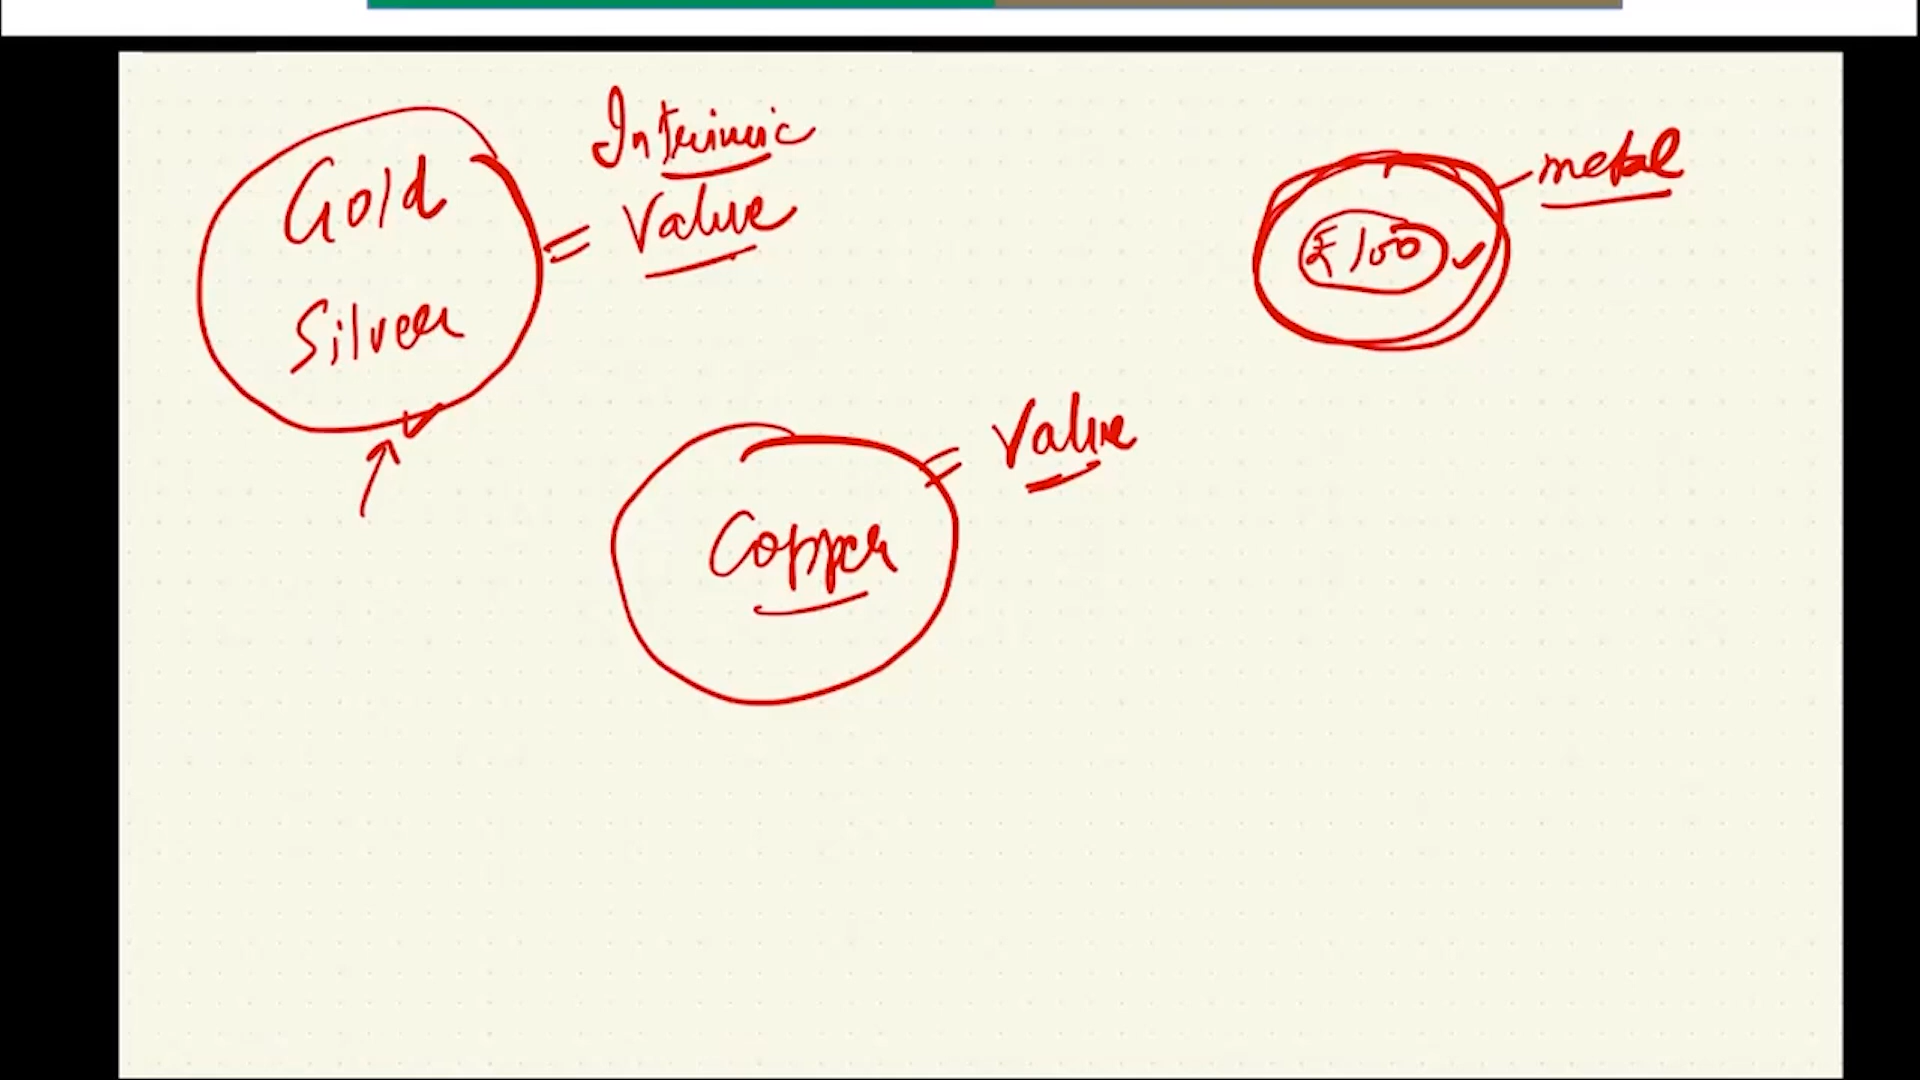 Intrinsic
Value
Gold
Silver
metal
₹100
Value
Copper